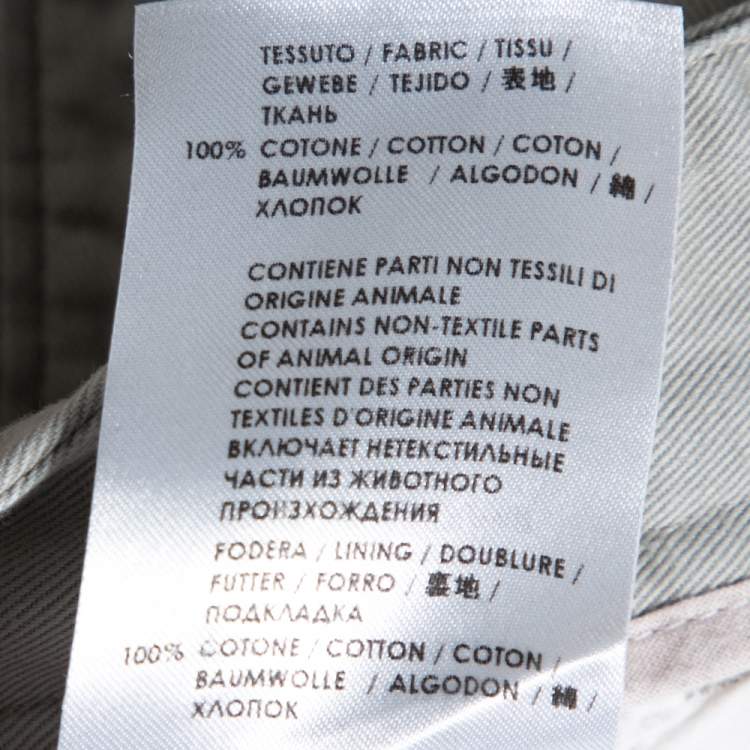 TESSUTO / FABRIC / TISSU /
GEWEBE / TEJIDO / 表地 /
ТКАНЬ
100% COTONE / COTTON / COTON /
BAUMWOLLE / ALGODON / 綿 /
ХЛОПОК
CONTIENE PARTI NON TESSILI DI
ORIGINE ANIMALE
CONTAINS NON-TEXTILE PARTS
OF ANIMAL ORIGIN
CONTIENT DES PARTIES NON
TEXTILES D'ORIGINE ANIMALE
ВКЛЮЧАЕТ НЕТЕКСТИЛЬНЫЕ
ЧАСТИ ИЗ ЖИВОТНОГО
ПРОИЗХОЖДЕНИЯ
FODERA / LINING / DOUBLURE /
FUTTER / FORRO / 裏地 /
ПОДКЛАДКА
100% COTONE / COTTON / COTON /
BAUMWOLLE / ALGODON / 綿 /
ХЛОПОК